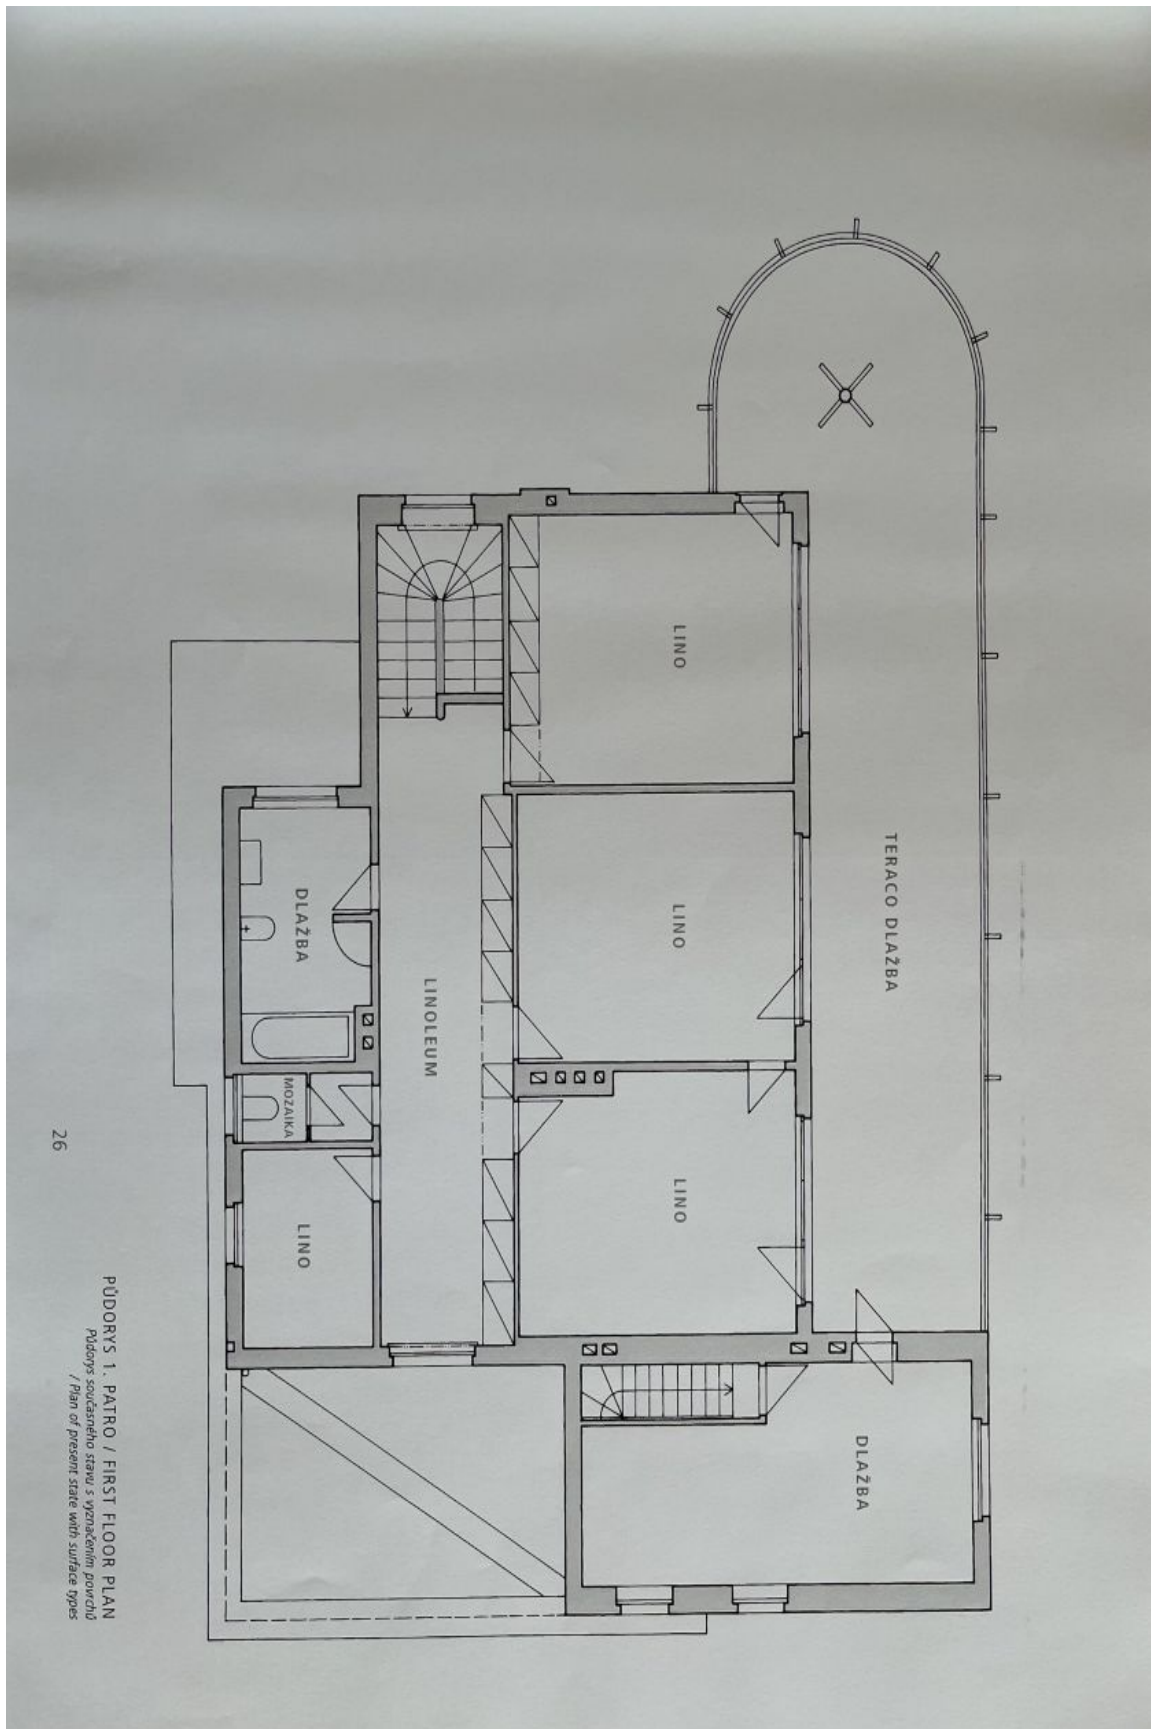 TERACO DLAŽBA
LINO
LINO
LINO
DLAŽBA
LINOLEUM
DLAŽBA
MOZAIKA
LINO
PŮDORYS 1. PATRO / FIRST FLOOR PLAN
Půdorys současného stavu s vyznačením povrchů
/ Plan of present state with surface types
26